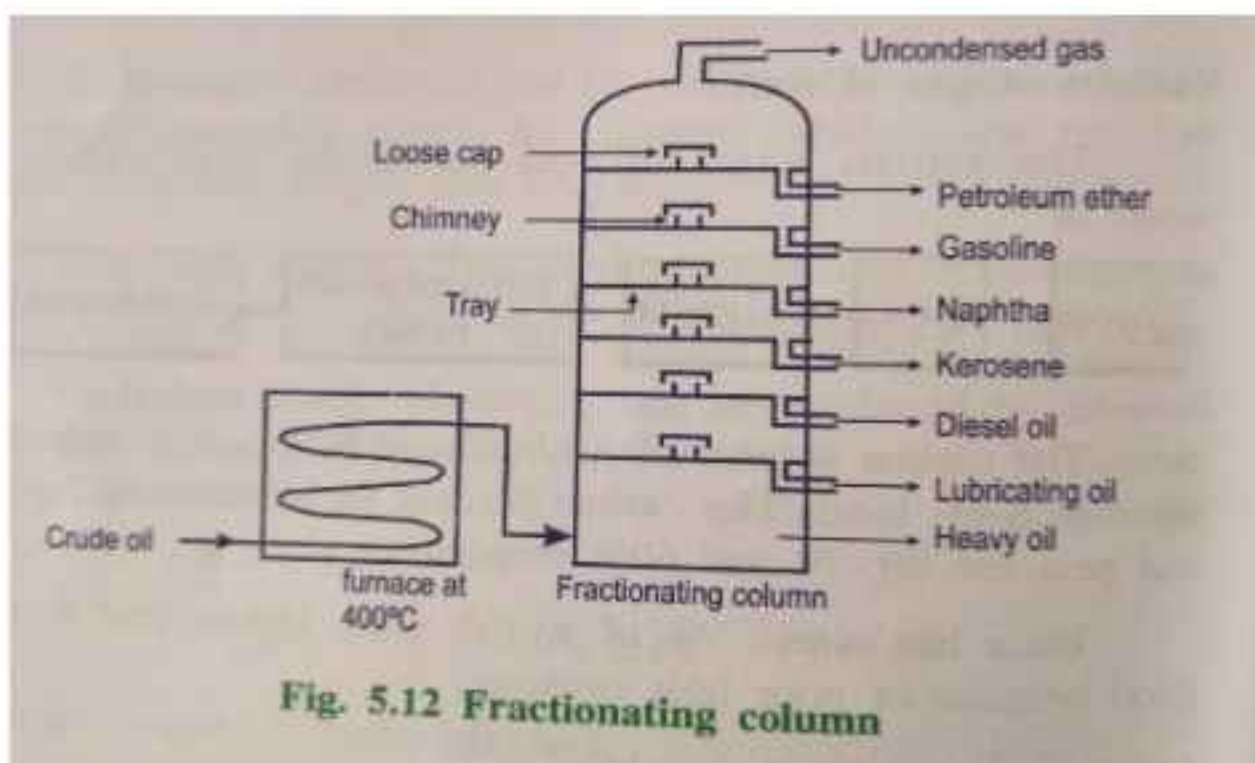 Uncondensed gas
Loose cap
Petroleum ether
Chimney
Gasoline
Tray
Naphtha
Kerosene
Diesel oil
Lubricating oil
Crude oil
Heavy oil
furnace at
400°C
Fractionating column
Fig. 5.12 Fractionating column